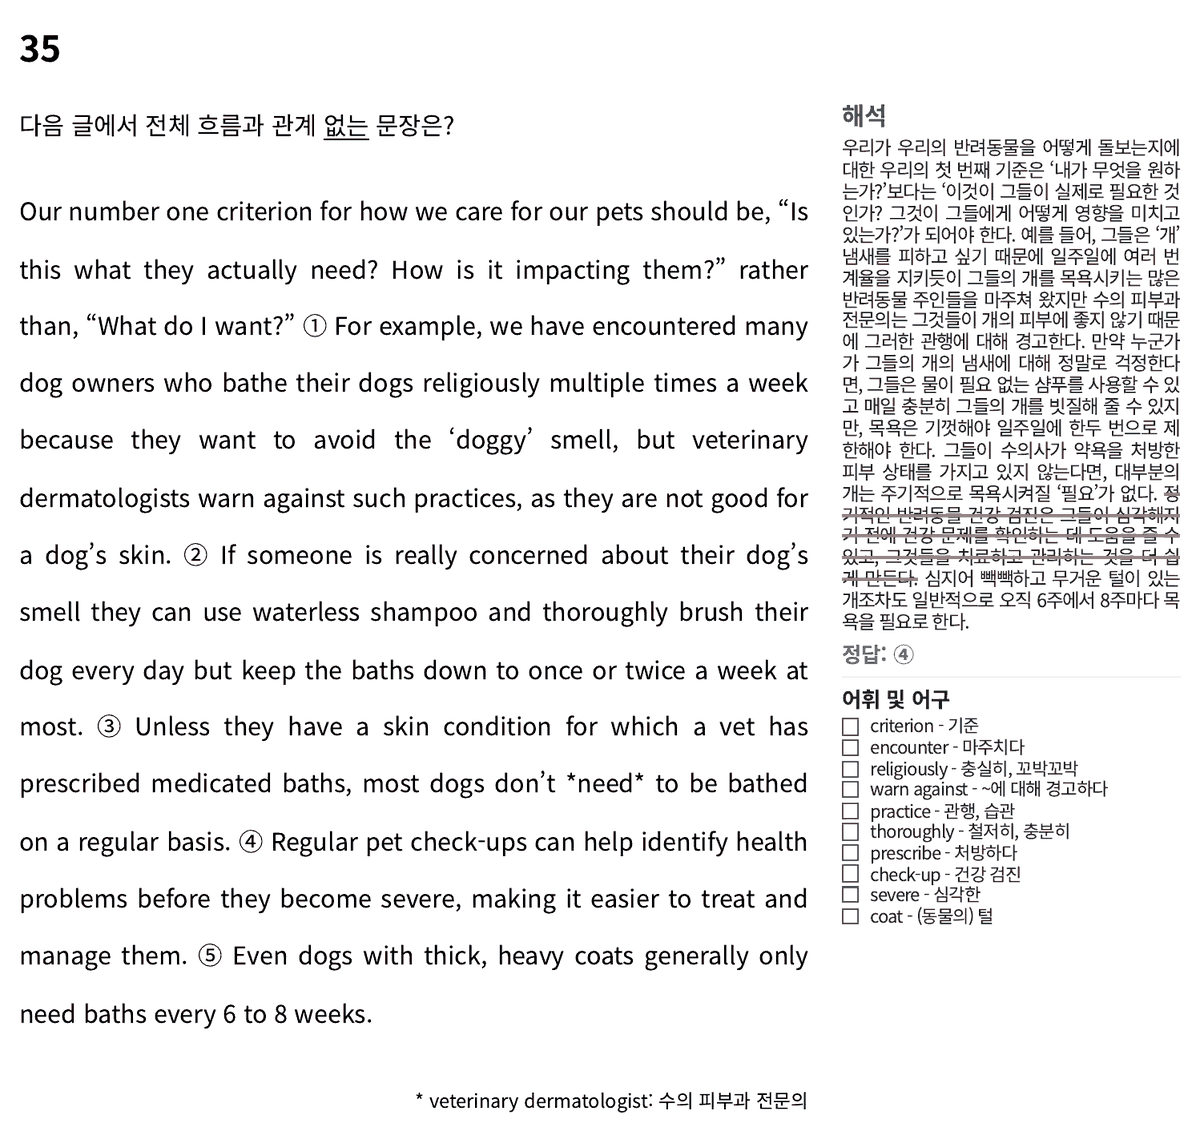 35
다음 글에서 전체 흐름과 관계 없는 문장은?
Our number one criterion for how we care for our pets should be, “Is
this what they actually need? How is it impacting them?” rather
than, “What do I want?” ① For example, we have encountered many
dog owners who bathe their dogs religiously multiple times a week
because they want to avoid the ‘doggy’ smell, but veterinary
dermatologists warn against such practices, as they are not good for
a dog’s skin. ② If someone is really concerned about their dog’s
smell they can use waterless shampoo and thoroughly brush their
dog every day but keep the baths down to once or twice a week at
most. ③ Unless they have a skin condition for which a vet has
prescribed medicated baths, most dogs don’t *need* to be bathed
on a regular basis. ④ Regular pet check-ups can help identify health
problems before they become severe, making it easier to treat and
manage them. ⑤ Even dogs with thick, heavy coats generally only
need baths every 6 to 8 weeks.
* veterinary dermatologist: 수의 피부과 전문의
해석
우리가 우리의 반려동물을 어떻게 돌보는지에
대한 우리의 첫 번째 기준은 ‘내가 무엇을 원하
는가?’보다는 ‘이것이 그들이 실제로 필요한 것
인가? 그것이 그들에게 어떻게 영향을 미치고
있는가?’가 되어야 한다. 예를 들어, 그들은 ‘개’
냄새를 피하고 싶기 때문에 일주일에 여러 번
계율을 지키듯이 그들의 개를 목욕시키는 많은
반려동물 주인들을 마주쳐 왔지만 수의 피부과
전문의는 그것들이 개의 피부에 좋지 않기 때문
에 그러한 관행에 대해 경고한다. 만약 누군가
가 그들의 개의 냄새에 대해 정말로 걱정한다
면, 그들은 물이 필요 없는 샴푸를 사용할 수 있
고 매일 충분히 그들의 개를 빗질해 줄 수 있지
만, 목욕은 기껏해야 일주일에 한두 번으로 제
한해야 한다. 그들이 수의사가 약욕을 처방한
피부 상태를 가지고 있지 않는다면, 대부분의
개는 주기적으로 목욕시켜질 ‘필요’가 없다. 정
기적인 반려동물 건강 검진은 그들이 심각해지
기 전에 건강 문제를 확인하는 데 도움을 줄 수
있고, 그것들을 치료하고 관리하는 것을 더 쉽
게 만든다. 심지어 빽빽하고 무거운 털이 있는
개조차도 일반적으로 오직 6주에서 8주마다 목
욕을 필요로 한다.
정답: ④
어휘 및 어구
criterion - 기준
encounter - 마주치다
religiously - 충실히, 꼬박꼬박
warn against - ~에 대해 경고하다
practice - 관행, 습관
thoroughly - 철저히, 충분히
prescribe - 처방하다
check-up - 건강 검진
severe - 심각한
coat - (동물의) 털